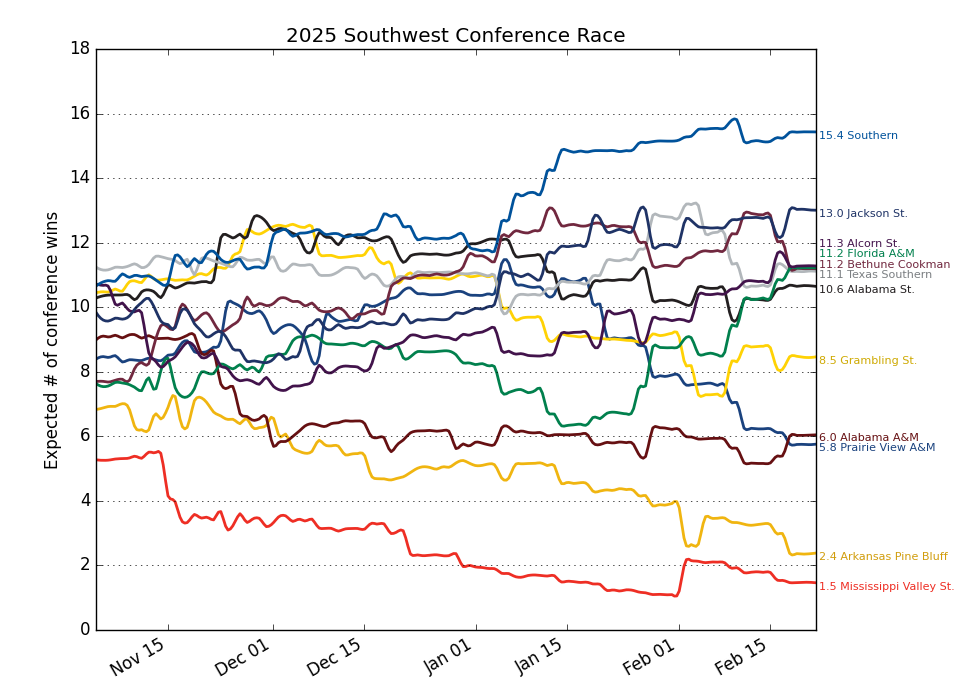 2025 Southwest Conference Race
Expected # of conference wins
18
16
14
12
10
8
6
4
2
0
Nov 15
Dec 01
Dec 15
Jan 01
Jan 15
Feb 01
Feb 15
15.4 Southern
13.0 Jackson St.
11.3 Alcorn St.
11.2 Florida A&M
11.2 Bethune Cookman
11.1 Texas Southern
10.6 Alabama St.
8.5 Grambling St.
6.0 Alabama A&M
5.8 Prairie View A&M
2.4 Arkansas Pine Bluff
1.5 Mississippi Valley St.